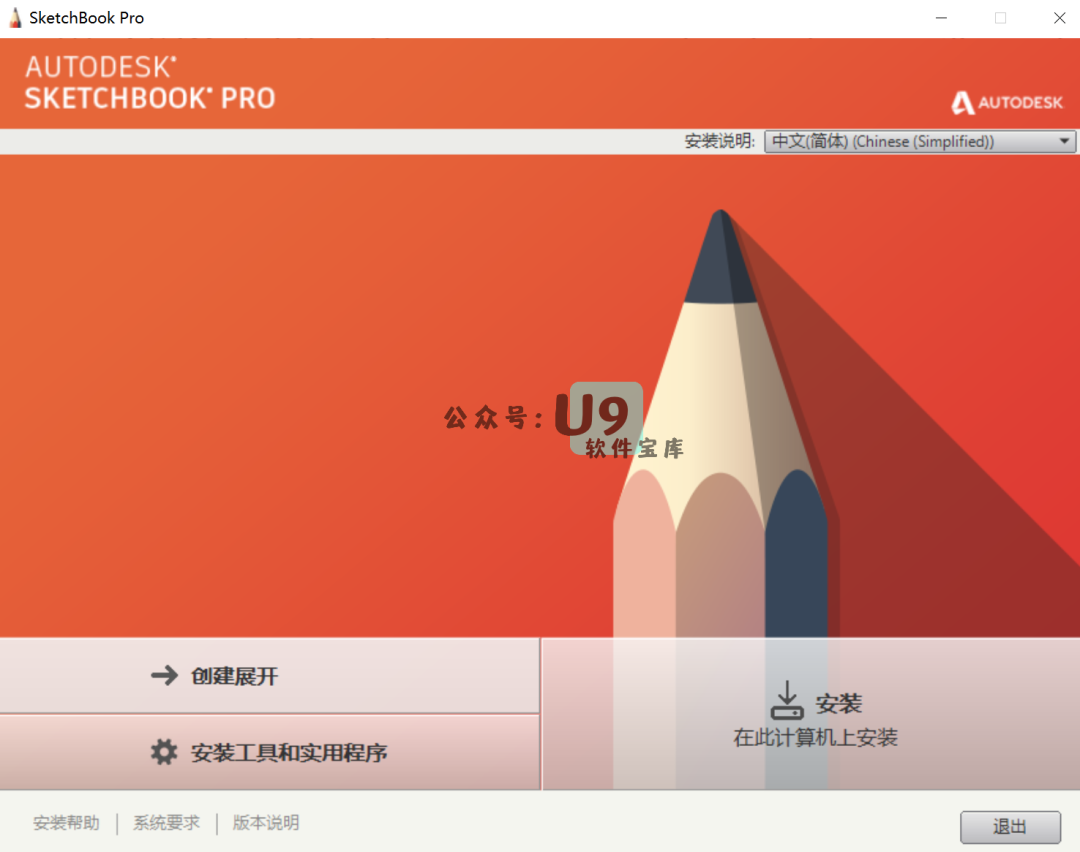 SketchBook Pro
AUTODESK®
SKETCHBOOK® PRO
AUTODESK
安装说明: 中文(简体) (Chinese (Simplified))
公众号: U9
软件宝库
创建展开
安装工具和实用程序
安装
在此计算机上安装
安装帮助 | 系统要求 | 版本说明
退出